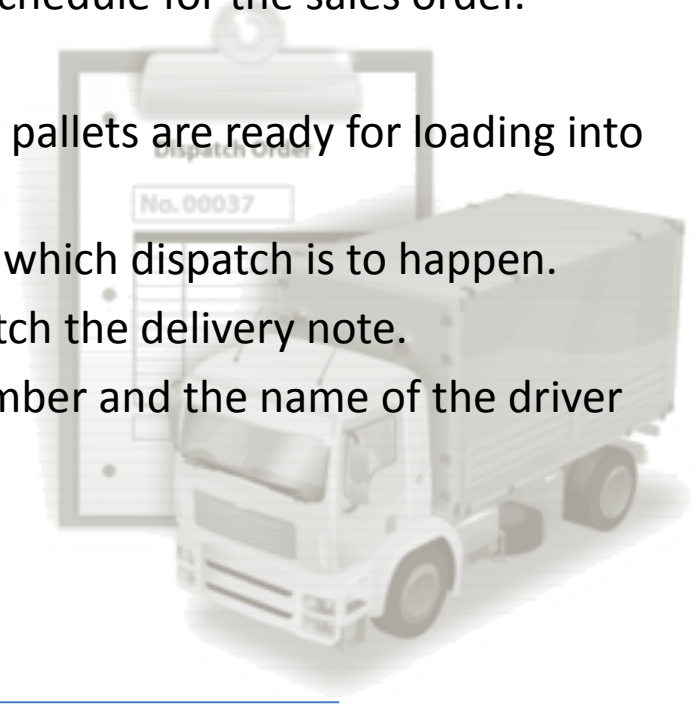 schedule for the sales order.
pallets are ready for loading into
Dispatch Order
No. 00037
which dispatch is to happen.
tch the delivery note.
mber and the name of the driver